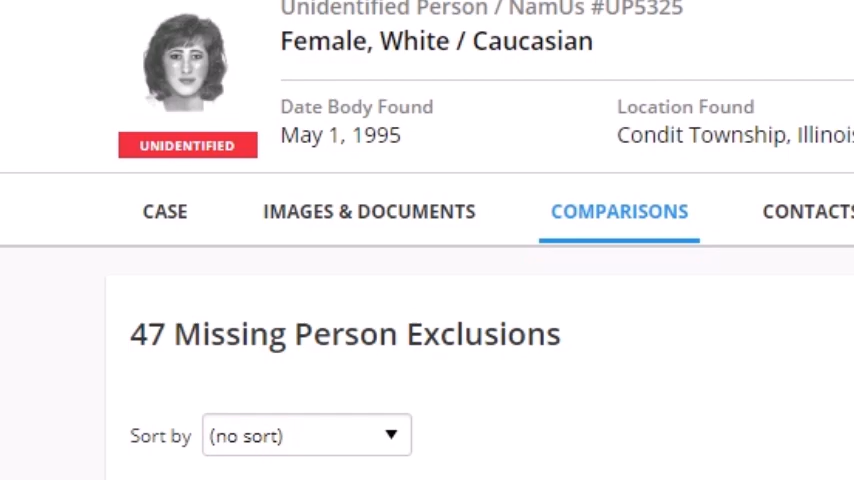 Unidentified Person / NamUs #UP5325
Female, White / Caucasian
Date Body Found
Location Found
May 1, 1995
Condit Township, Illinois
UNIDENTIFIED
CASE
IMAGES & DOCUMENTS
COMPARISONS
CONTACTS
47 Missing Person Exclusions
Sort by
(no sort)